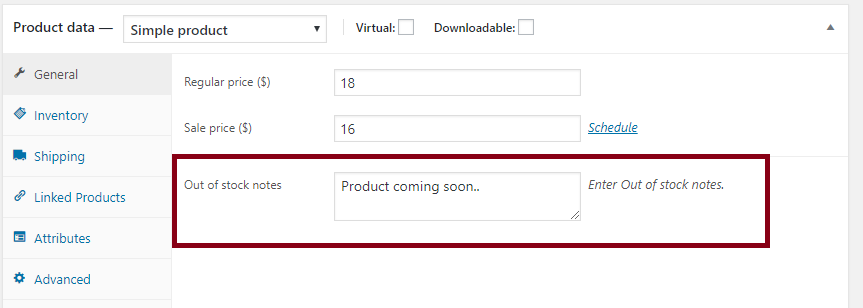 Product data — Simple product Virtual: Downloadable:
General
Inventory
Shipping
Linked Products
Attributes
Advanced
Regular price ($) 18
Sale price ($) 16 Schedule
Out of stock notes Product coming soon.. Enter Out of stock notes.